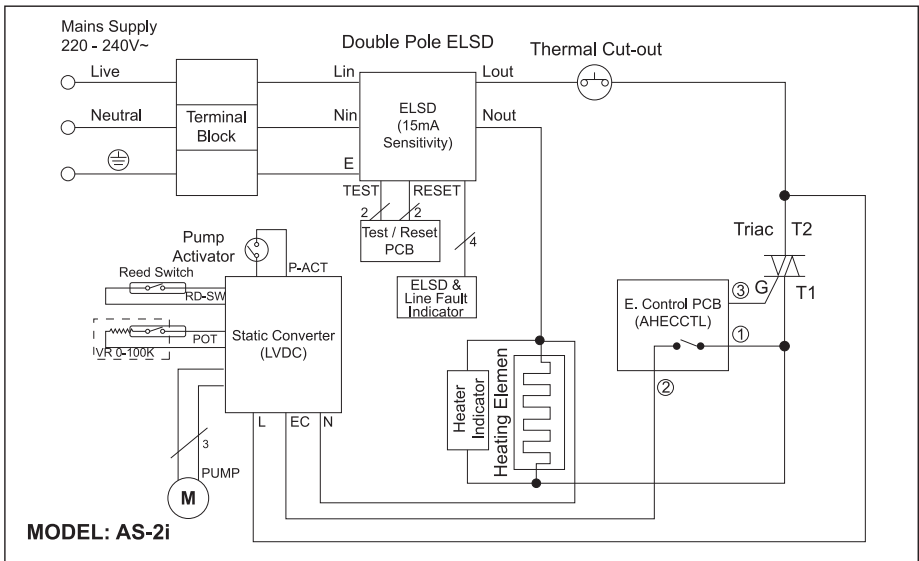 Mains Supply
220 - 240V~
Live
Neutral
Terminal
Block
Double Pole ELSD
Lin
Nin
E
ELSD
(15mA
Sensitivity)
Lout
Nout
Thermal Cut-out
TEST
RESET
2
2
4
Test / Reset
PCB
ELSD &
Line Fault
Indicator
Pump
Activator
P-ACT
Reed Switch
RD-SW
POT
VR 0-100K
Static Converter
(LVDC)
L
EC
N
3
PUMP
M
Heater
Indicator
Heating Elemen
Triac
T2
G
T1
E. Control PCB
(AHECCTL)
③
①
②
MODEL: AS-2i